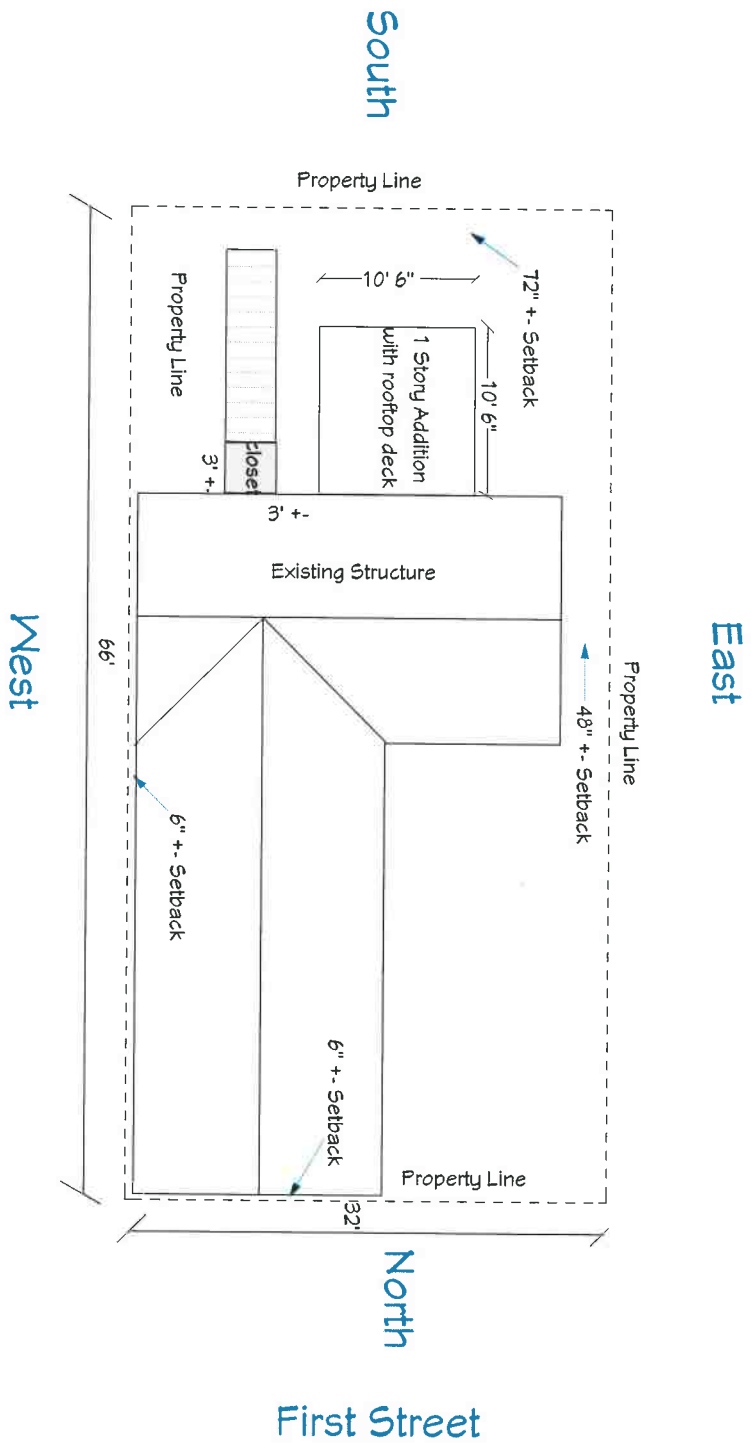 South
Property Line
72" +- Setback
10' 6"
10' 6"
1 Story Addition
with rooftop deck
Property Line
closet
3' +-
3' +-
Existing Structure
East
Property Line
48" +- Setback
West
66'
6" +- Setback
6" +- Setback
Property Line
32'
North
First Street